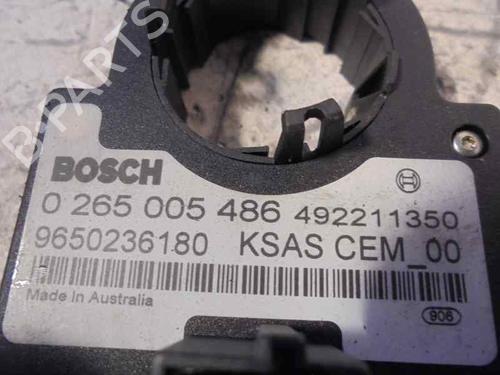 BOSCH
0 265 005 486 492211350
9650236180 KSAS CEM_00
Made in Australia
906
B-PARTS